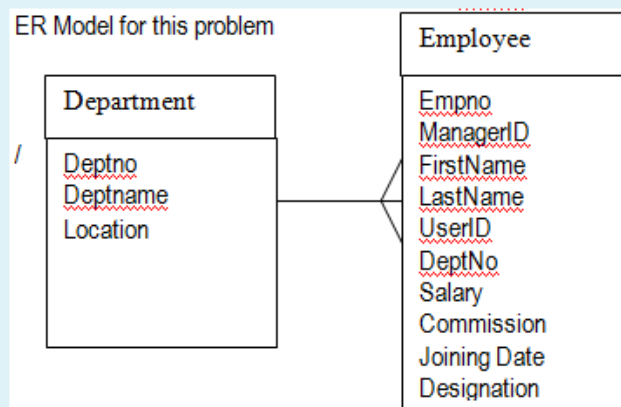 ER Model for this problem
Department
/
Deptno
Deptname
Location
Employee
Empno
ManagerID
FirstName
LastName
UserID
DeptNo
Salary
Commission
Joining Date
Designation